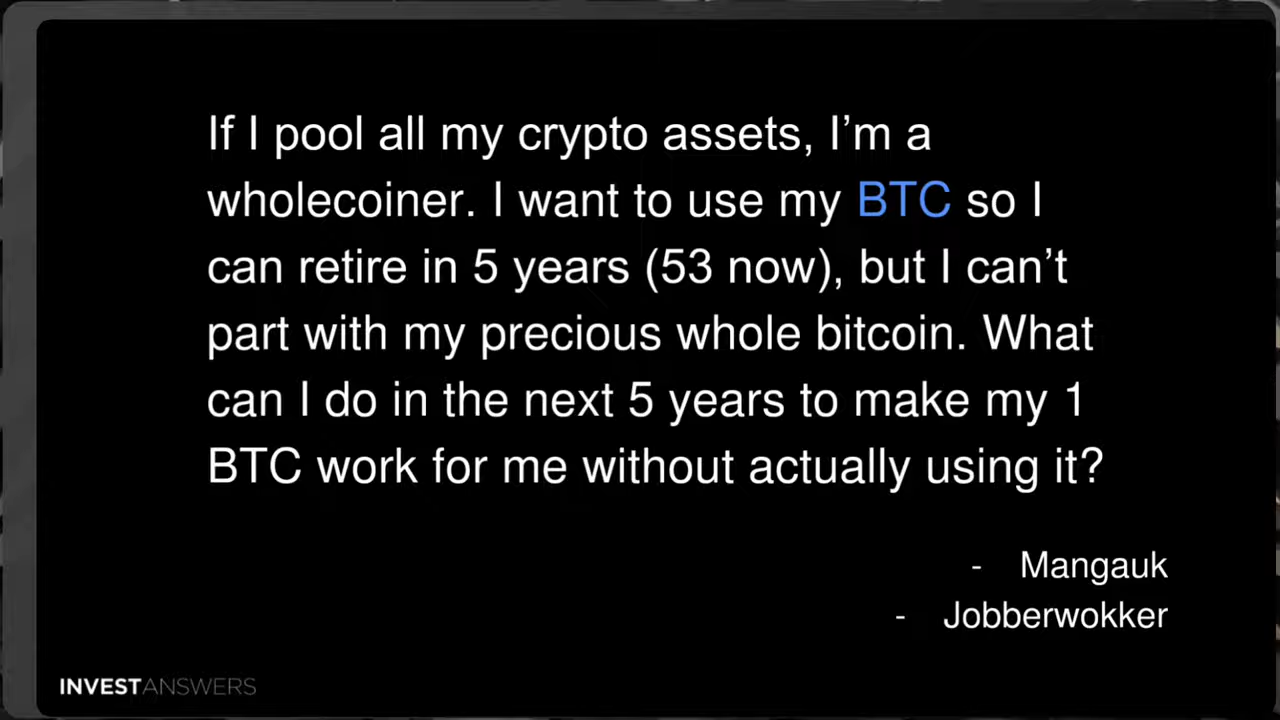 If I pool all my crypto assets, I’m a
wholecoiner. I want to use my BTC so I
can retire in 5 years (53 now), but I can’t
part with my precious whole bitcoin. What
can I do in the next 5 years to make my 1
BTC work for me without actually using it?
- Mangauk
- Jobberwokker
INVESTANSWERS